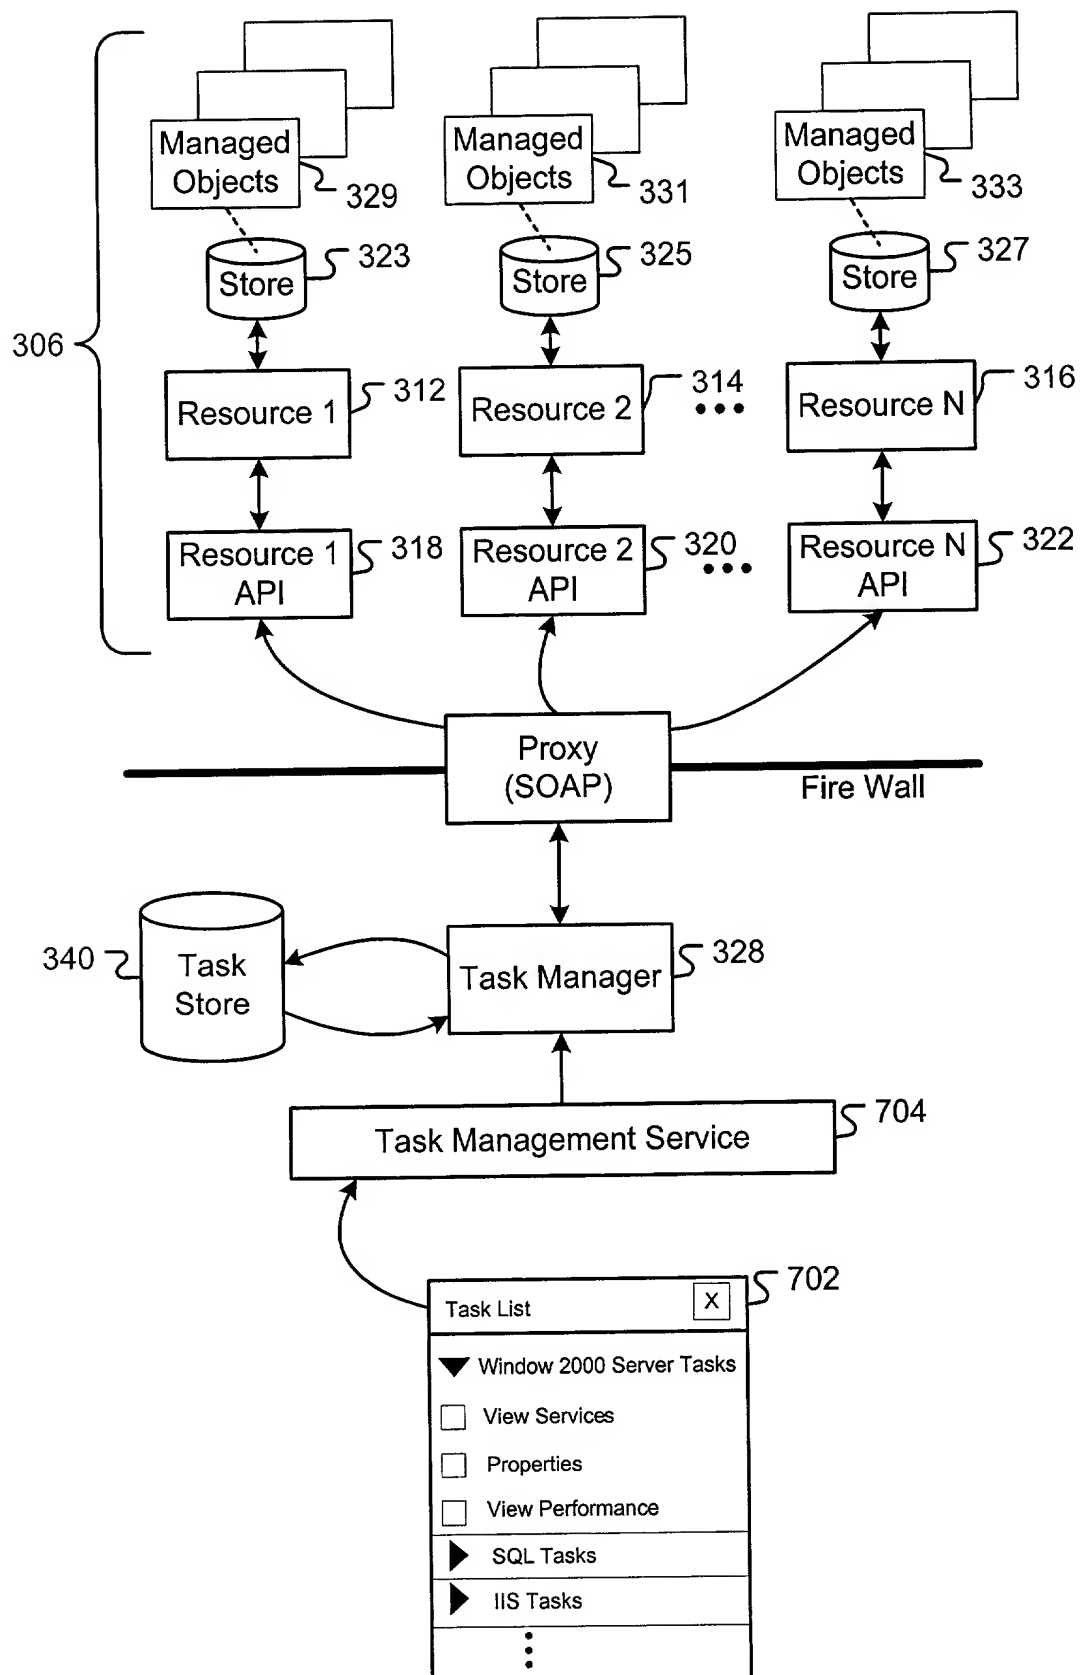 Managed
Objects
329
Managed
Objects
331
Managed
Objects
333
Store
323
Store
325
Store
327
306
Resource 1
312
Resource 2
314
Resource N
316
Resource 1
API
318
Resource 2
API
320
Resource N
API
322
Proxy
(SOAP)
Fire Wall
340
Task
Store
Task Manager
328
Task Management Service
704
702
Task List
X
Window 2000 Server Tasks
View Services
Properties
View Performance
SQL Tasks
IIS Tasks